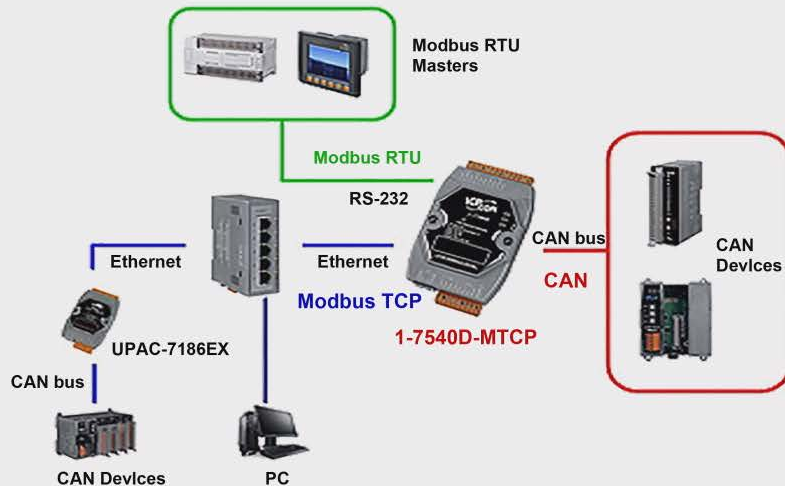 Modbus RTU
Masters
Modbus RTU
RS-232
CAN bus
CAN
CAN DevIces
Ethernet
Ethernet
Modbus TCP
1-7540D-MTCP
UPAC-7186EX
CAN bus
CAN DevIces
PC